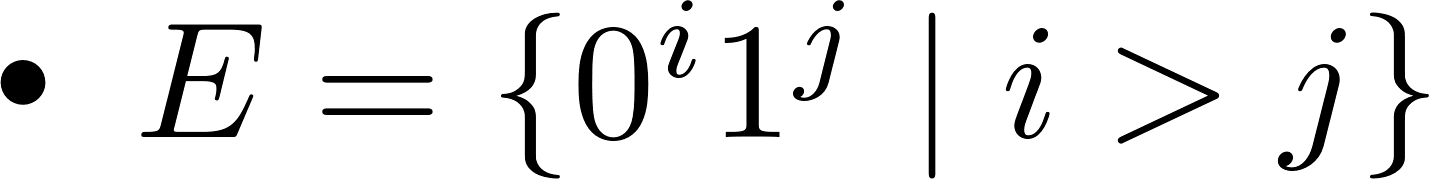 • E = {0^i 1^j | i > j}